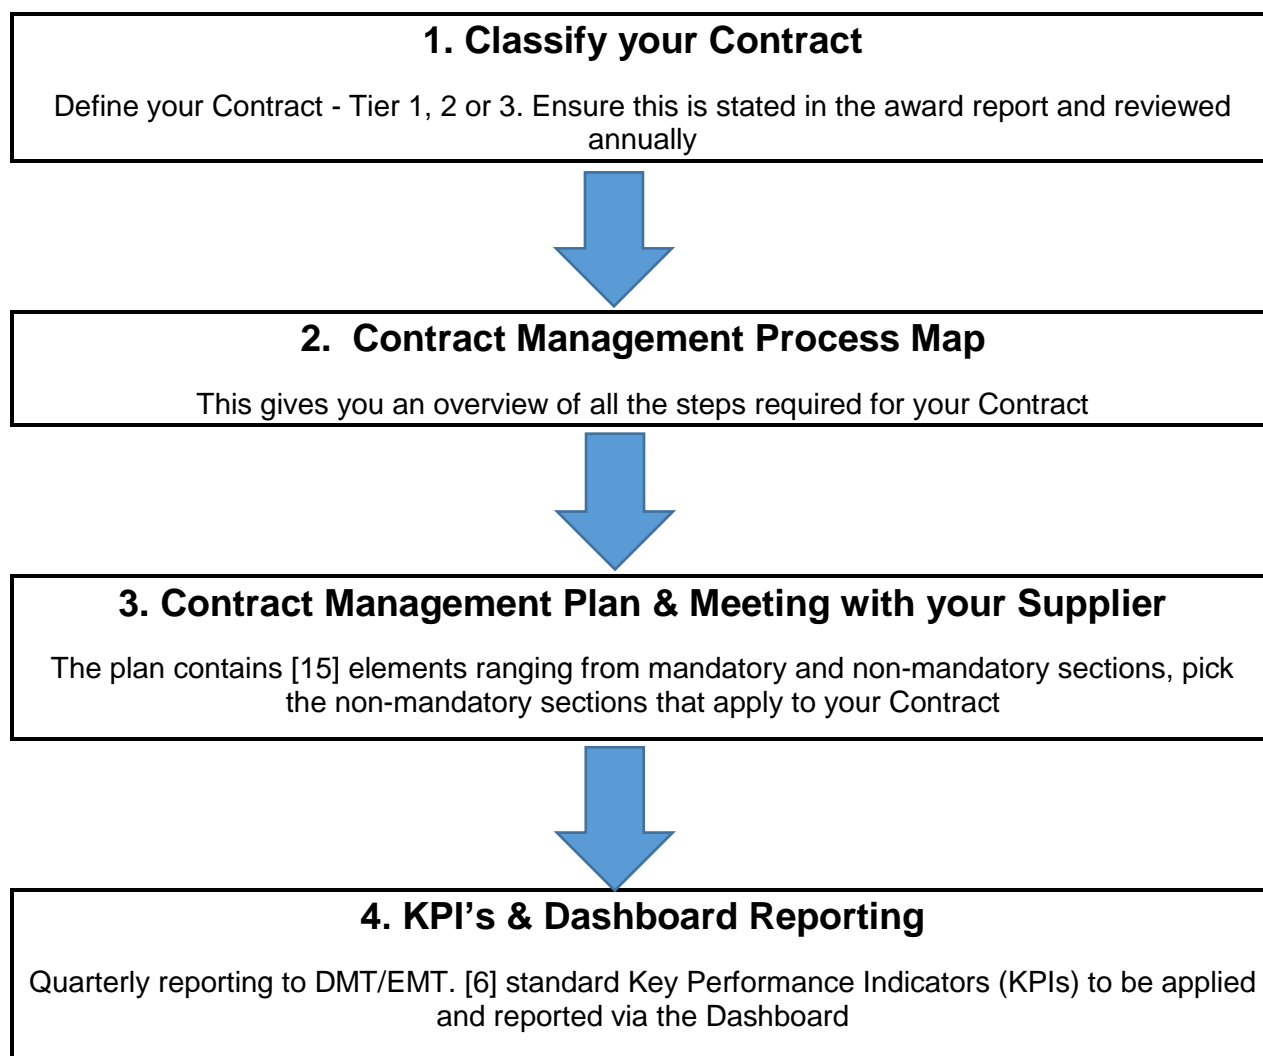 1. Classify your Contract
Define your Contract - Tier 1, 2 or 3. Ensure this is stated in the award report and reviewed
annually
2.  Contract Management Process Map
This gives you an overview of all the steps required for your Contract
3. Contract Management Plan & Meeting with your Supplier
The plan contains [15] elements ranging from mandatory and non-mandatory sections, pick
the non-mandatory sections that apply to your Contract
4. KPI’s & Dashboard Reporting
Quarterly reporting to DMT/EMT. [6] standard Key Performance Indicators (KPIs) to be applied
and reported via the Dashboard